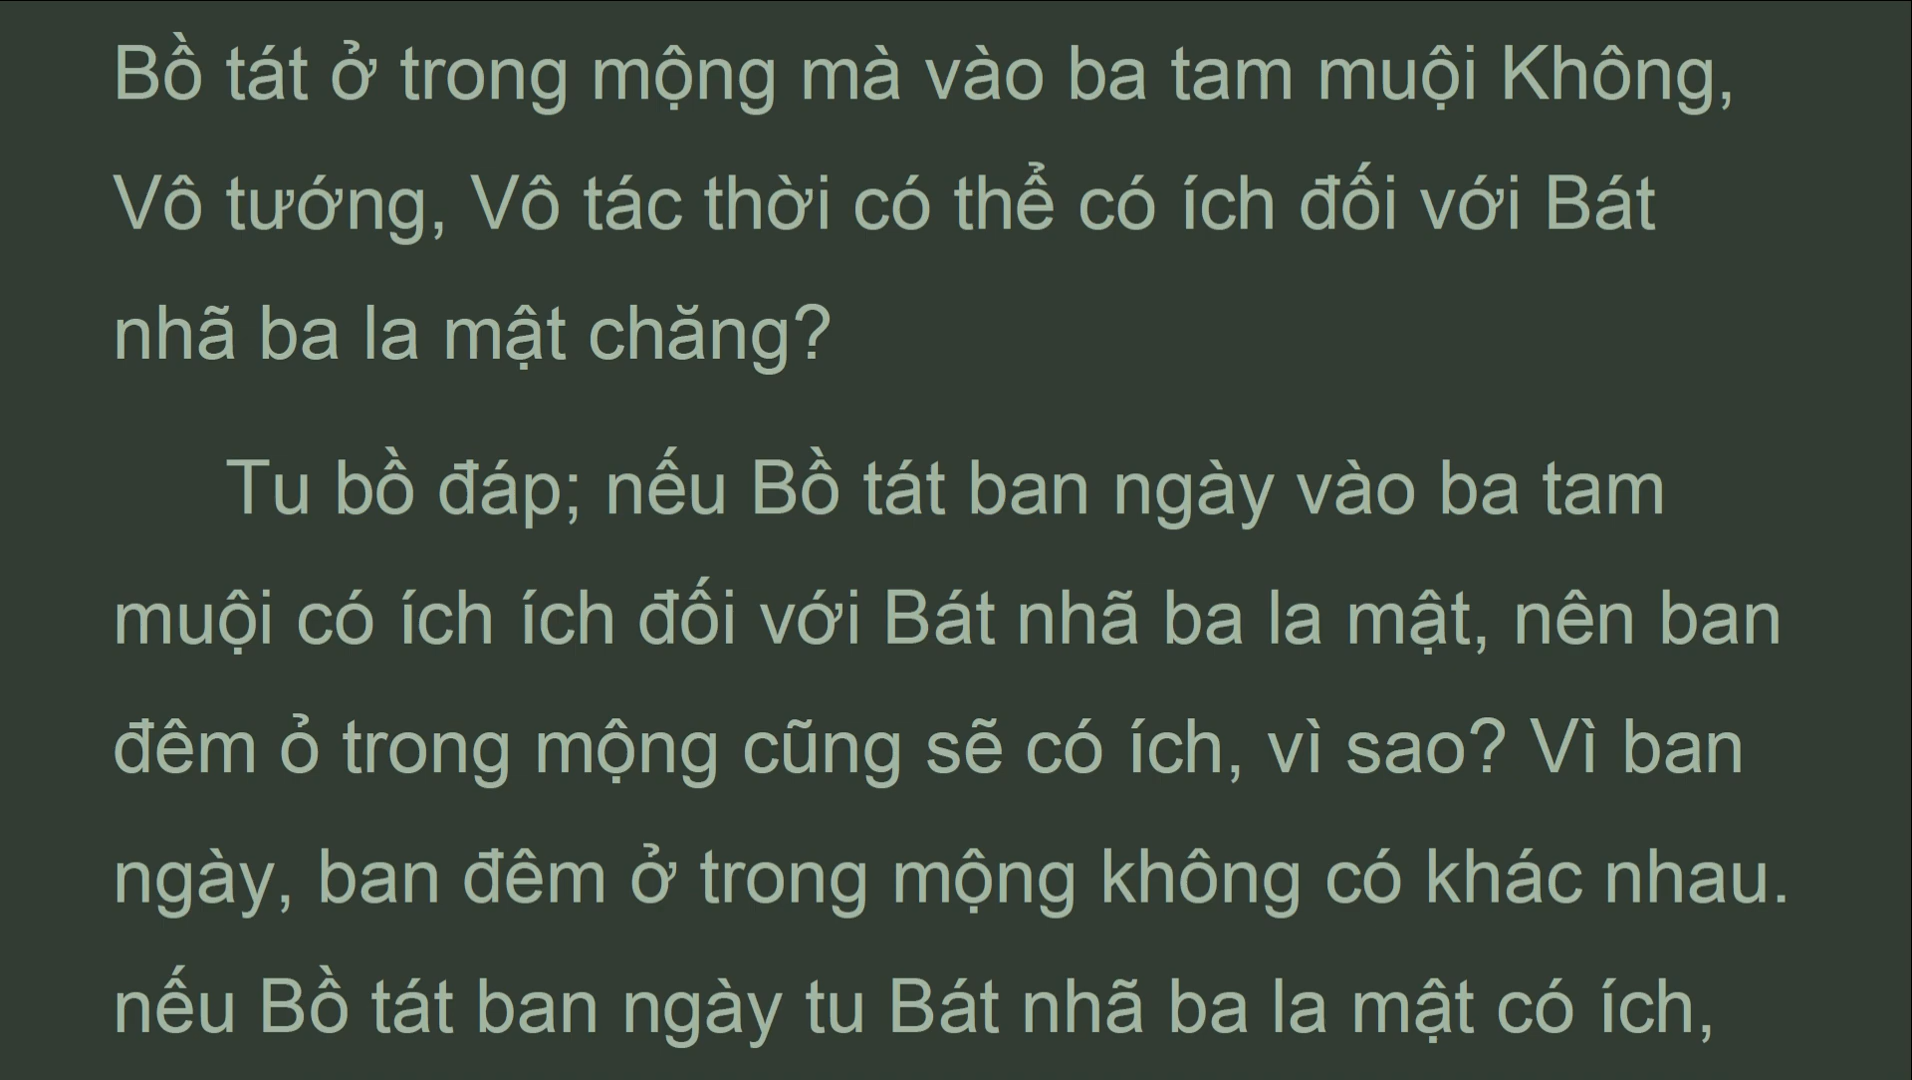 Bồ tát ở trong mộng mà vào ba tam muội Không,
Vô tướng, Vô tác thời có thể có ích đối với Bát
nhã ba la mật chăng?
Tu bồ đáp; nếu Bồ tát ban ngày vào ba tam
muội có ích ích đối với Bát nhã ba la mật, nên ban
đêm ỏ trong mộng cũng sẽ có ích, vì sao? Vì ban
ngày, ban đêm ở trong mộng không có khác nhau.
nếu Bồ tát ban ngày tu Bát nhã ba la mật có ích,